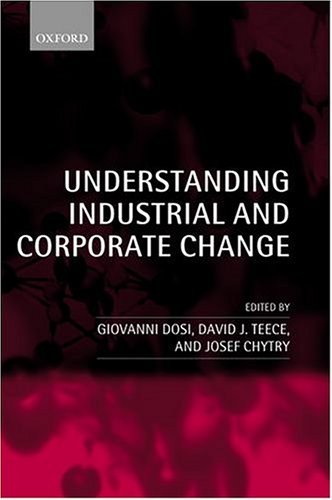 OXFORD
UNDERSTANDING
INDUSTRIAL AND
CORPORATE CHANGE
EDITED BY
GIOVANNI DOSI, DAVID J. TEECE,
AND JOSEF CHYTRY